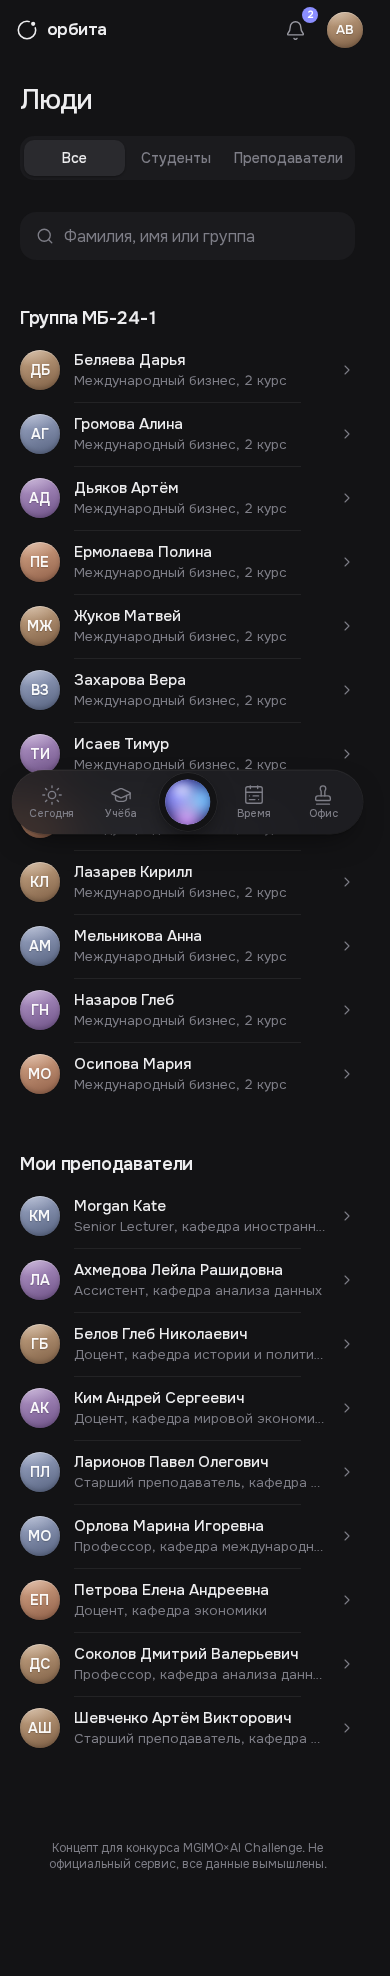 орбита
2
АВ
Люди
Все
Студенты
Преподаватели
Фамилия, имя или группа
Группа МБ-24-1
ДБ
Беляева Дарья
Международный бизнес, 2 курс
АГ
Громова Алина
Международный бизнес, 2 курс
АД
Дьяков Артём
Международный бизнес, 2 курс
ПЕ
Ермолаева Полина
Международный бизнес, 2 курс
МЖ
Жуков Матвей
Международный бизнес, 2 курс
ВЗ
Захарова Вера
Международный бизнес, 2 курс
ТИ
Исаев Тимур
Международный бизнес, 2 курс
Сегодня
Учёба
Время
Офис
КЛ
Лазарев Кирилл
Международный бизнес, 2 курс
АМ
Мельникова Анна
Международный бизнес, 2 курс
ГН
Назаров Глеб
Международный бизнес, 2 курс
МО
Осипова Мария
Международный бизнес, 2 курс
Мои преподаватели
KM
Morgan Kate
Senior Lecturer, кафедра иностранн...
ЛА
Ахмедова Лейла Рашидовна
Ассистент, кафедра анализа данных
ГБ
Белов Глеб Николаевич
Доцент, кафедра истории и полити...
АК
Ким Андрей Сергеевич
Доцент, кафедра мировой экономи...
ПЛ
Ларионов Павел Олегович
Старший преподаватель, кафедра ...
МО
Орлова Марина Игоревна
Профессор, кафедра международн...
ЕП
Петрова Елена Андреевна
Доцент, кафедра экономики
ДС
Соколов Дмитрий Валерьевич
Профессор, кафедра анализа данн...
АШ
Шевченко Артём Викторович
Старший преподаватель, кафедра ...
Концепт для конкурса MGIMO×AI Challenge. Не
официальный сервис, все данные вымышлены.